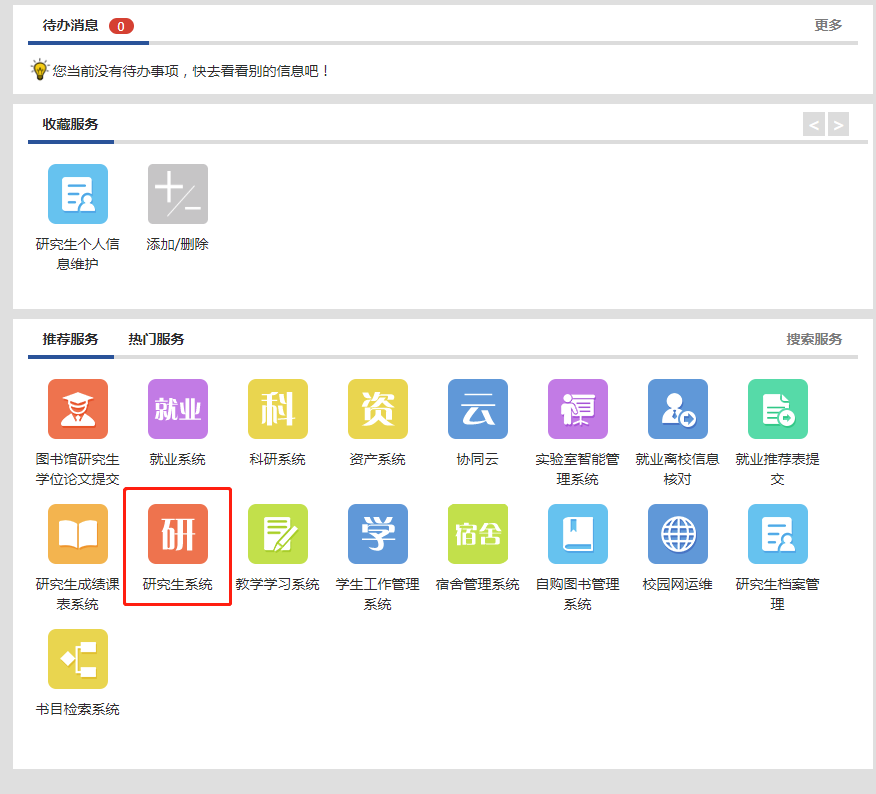 待办消息 0 更多
您当前没有待办事项，快去看看别的信息吧！
收藏服务 < >
研究生个人信
息维护
添加/删除
推荐服务 热门服务 搜索服务
图书馆研究生
学位论文提交
就业
就业系统
科
科研系统
资
资产系统
云
协同云
实验室智能管
理系统
就业离校信息
核对
就业推荐表提
交
研究生成绩课
表系统
研
研究生系统
教学学习系统
学
学生工作管理
系统
宿舍
宿舍管理系统
自购图书管理
系统
校园网运维
研究生档案管
理
书目检索系统